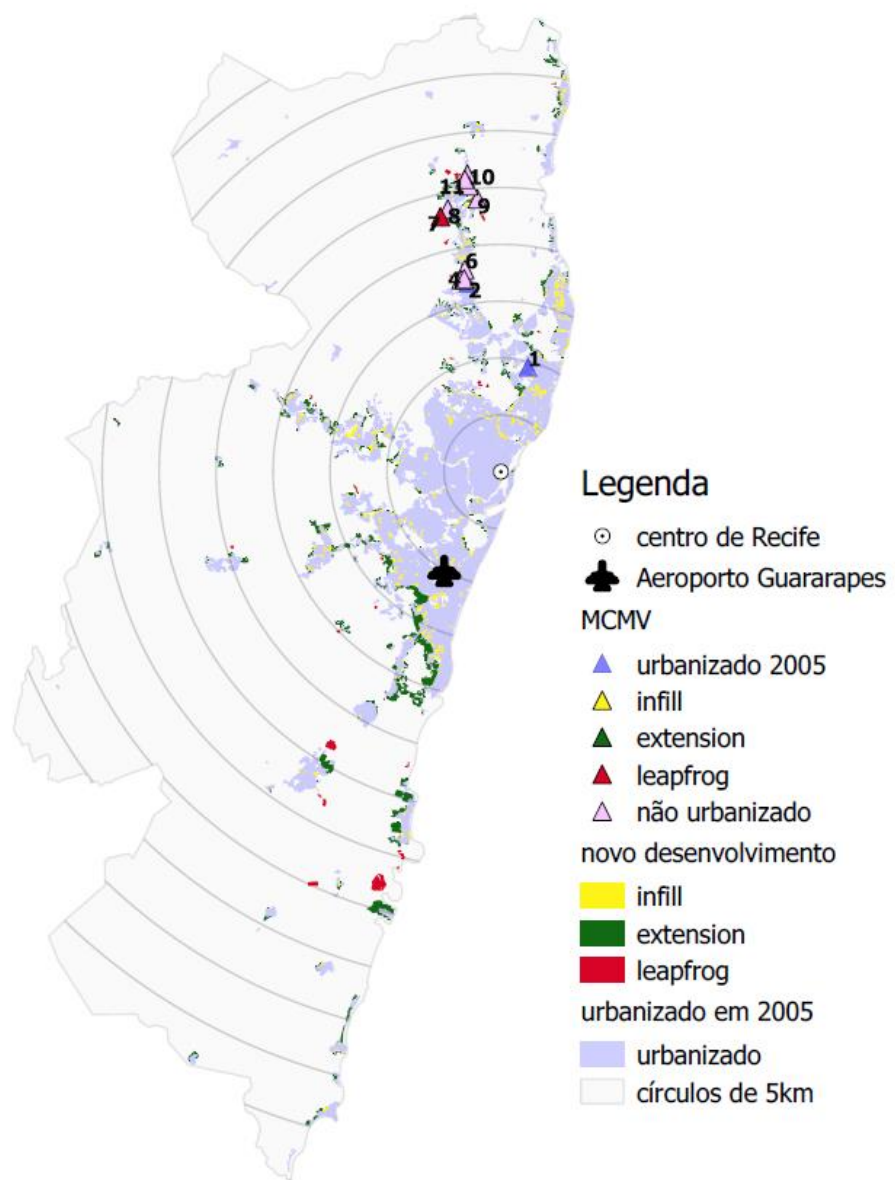 10
11
9
8
7
6
4
2
1
Legenda
centro de Recife
Aeroporto Guararapes
MCMV
urbanizado 2005
infill
extension
leapfrog
não urbanizado
novo desenvolvimento
infill
extension
leapfrog
urbanizado em 2005
urbanizado
círculos de 5km